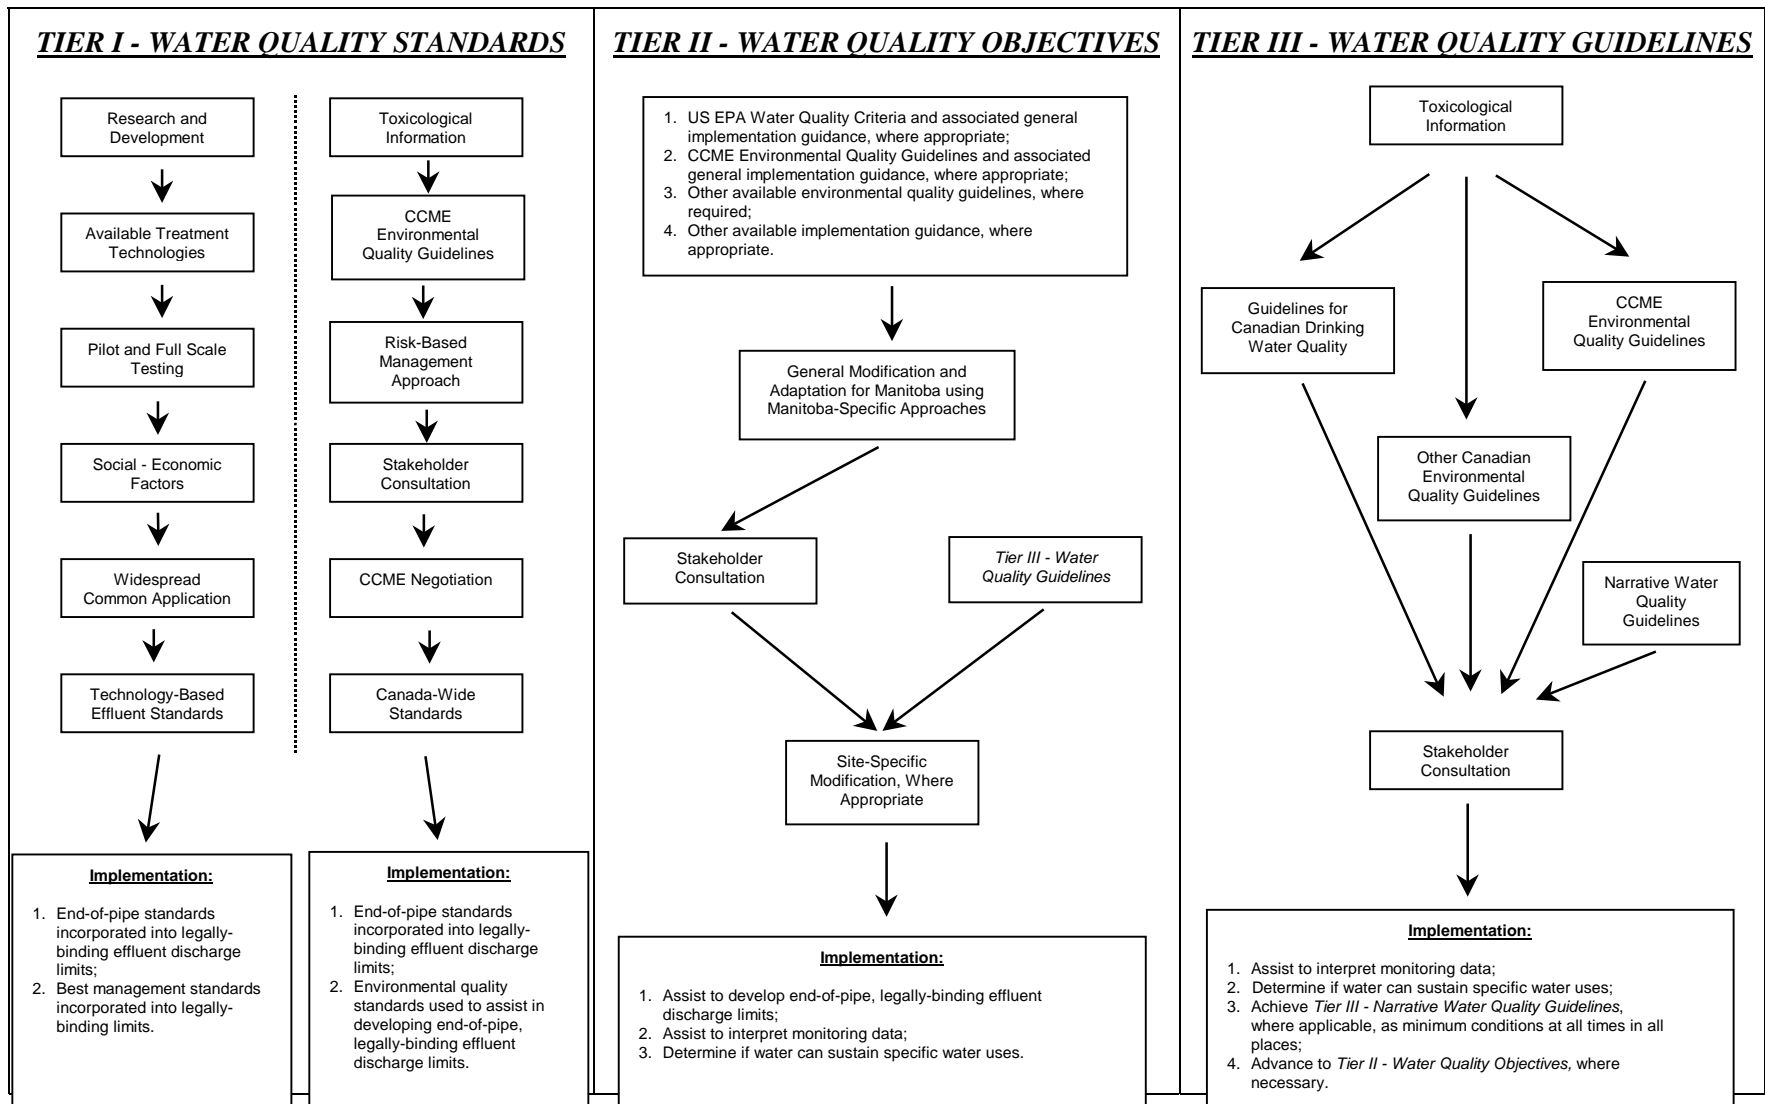 TIER I - WATER QUALITY STANDARDS
Research and
Development
Available Treatment
Technologies
Pilot and Full Scale
Testing
Social - Economic
Factors
Widespread
Common Application
Technology-Based
Effluent Standards
Implementation:
1. End-of-pipe standards
incorporated into legally-
binding effluent discharge
limits;
2. Best management standards
incorporated into legally-
binding limits.
Toxicological
Information
CCME
Environmental
Quality Guidelines
Risk-Based
Management
Approach
Stakeholder
Consultation
CCME Negotiation
Canada-Wide
Standards
Implementation:
1. End-of-pipe standards
incorporated into legally-
binding effluent discharge
limits;
2. Environmental quality
standards used to assist in
developing end-of-pipe,
legally-binding effluent
discharge limits.
TIER II - WATER QUALITY OBJECTIVES
1. US EPA Water Quality Criteria and associated general
implementation guidance, where appropriate;
2. CCME Environmental Quality Guidelines and associated
general implementation guidance, where appropriate;
3. Other available environmental quality guidelines, where
required;
4. Other available implementation guidance, where
appropriate.
General Modification and
Adaptation for Manitoba using
Manitoba-Specific Approaches
Stakeholder
Consultation
Tier III - Water
Quality Guidelines
Site-Specific
Modification, Where
Appropriate
Implementation:
1. Assist to develop end-of-pipe, legally-binding effluent
discharge limits;
2. Assist to interpret monitoring data;
3. Determine if water can sustain specific water uses.
TIER III - WATER QUALITY GUIDELINES
Toxicological
Information
Guidelines for
Canadian Drinking
Water Quality
CCME
Environmental
Quality Guidelines
Other Canadian
Environmental
Quality Guidelines
Narrative Water
Quality
Guidelines
Stakeholder
Consultation
Implementation:
1. Assist to interpret monitoring data;
2. Determine if water can sustain specific water uses;
3. Achieve Tier III - Narrative Water Quality Guidelines,
where applicable, as minimum conditions at all times in all
places;
4. Advance to Tier II - Water Quality Objectives, where
necessary.